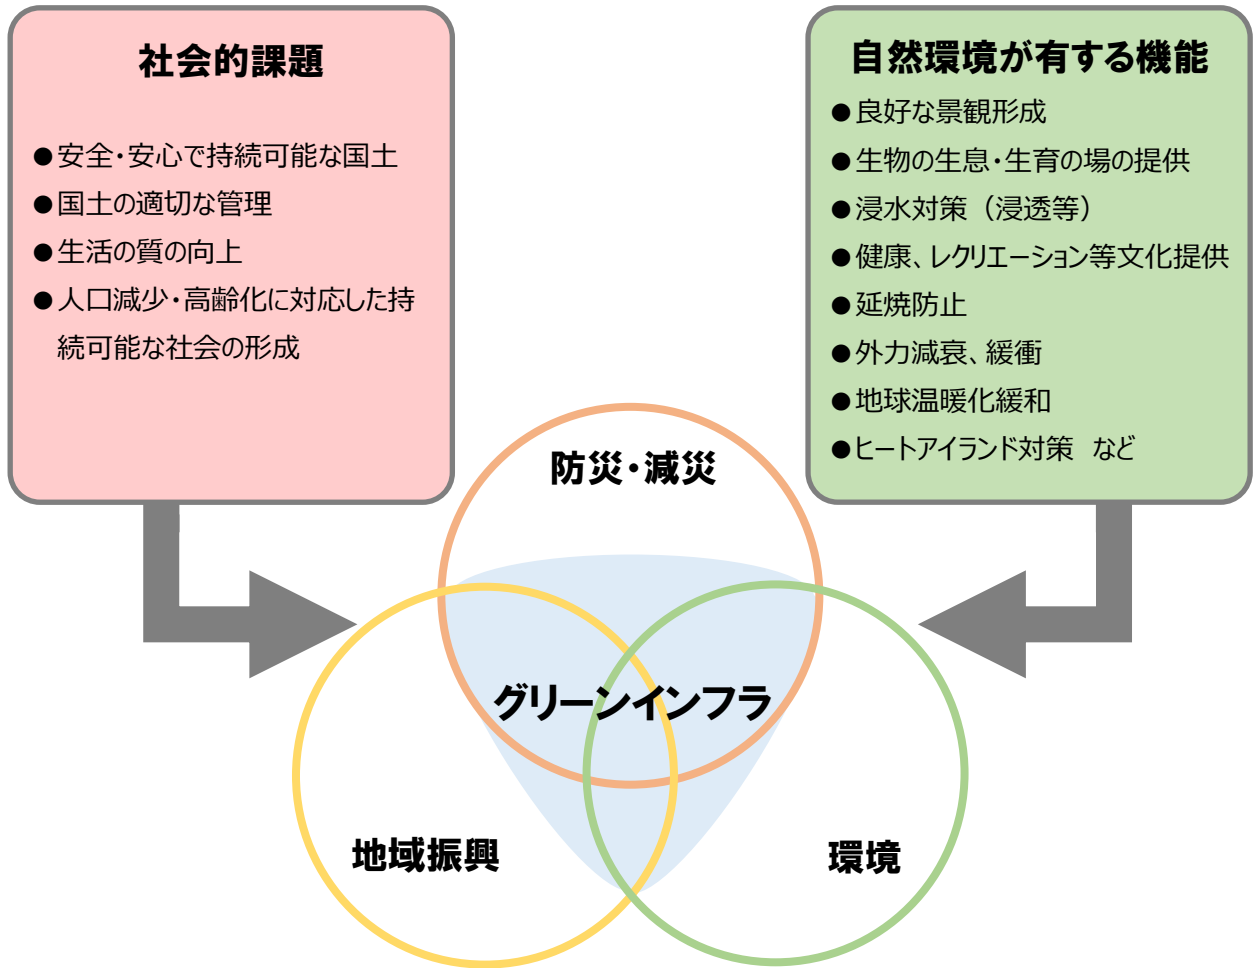 社会的課題
●安全・安心で持続可能な国土
●国土の適切な管理
●生活の質の向上
●人口減少・高齢化に対応した持
続可能な社会の形成
自然環境が有する機能
●良好な景観形成
●生物の生息・生育の場の提供
●浸水対策（浸透等）
●健康、レクリエーション等文化提供
●延焼防止
●外力減衰、緩衝
●地球温暖化緩和
●ヒートアイランド対策　など
防災・減災
グリーンインフラ
地域振興
環境